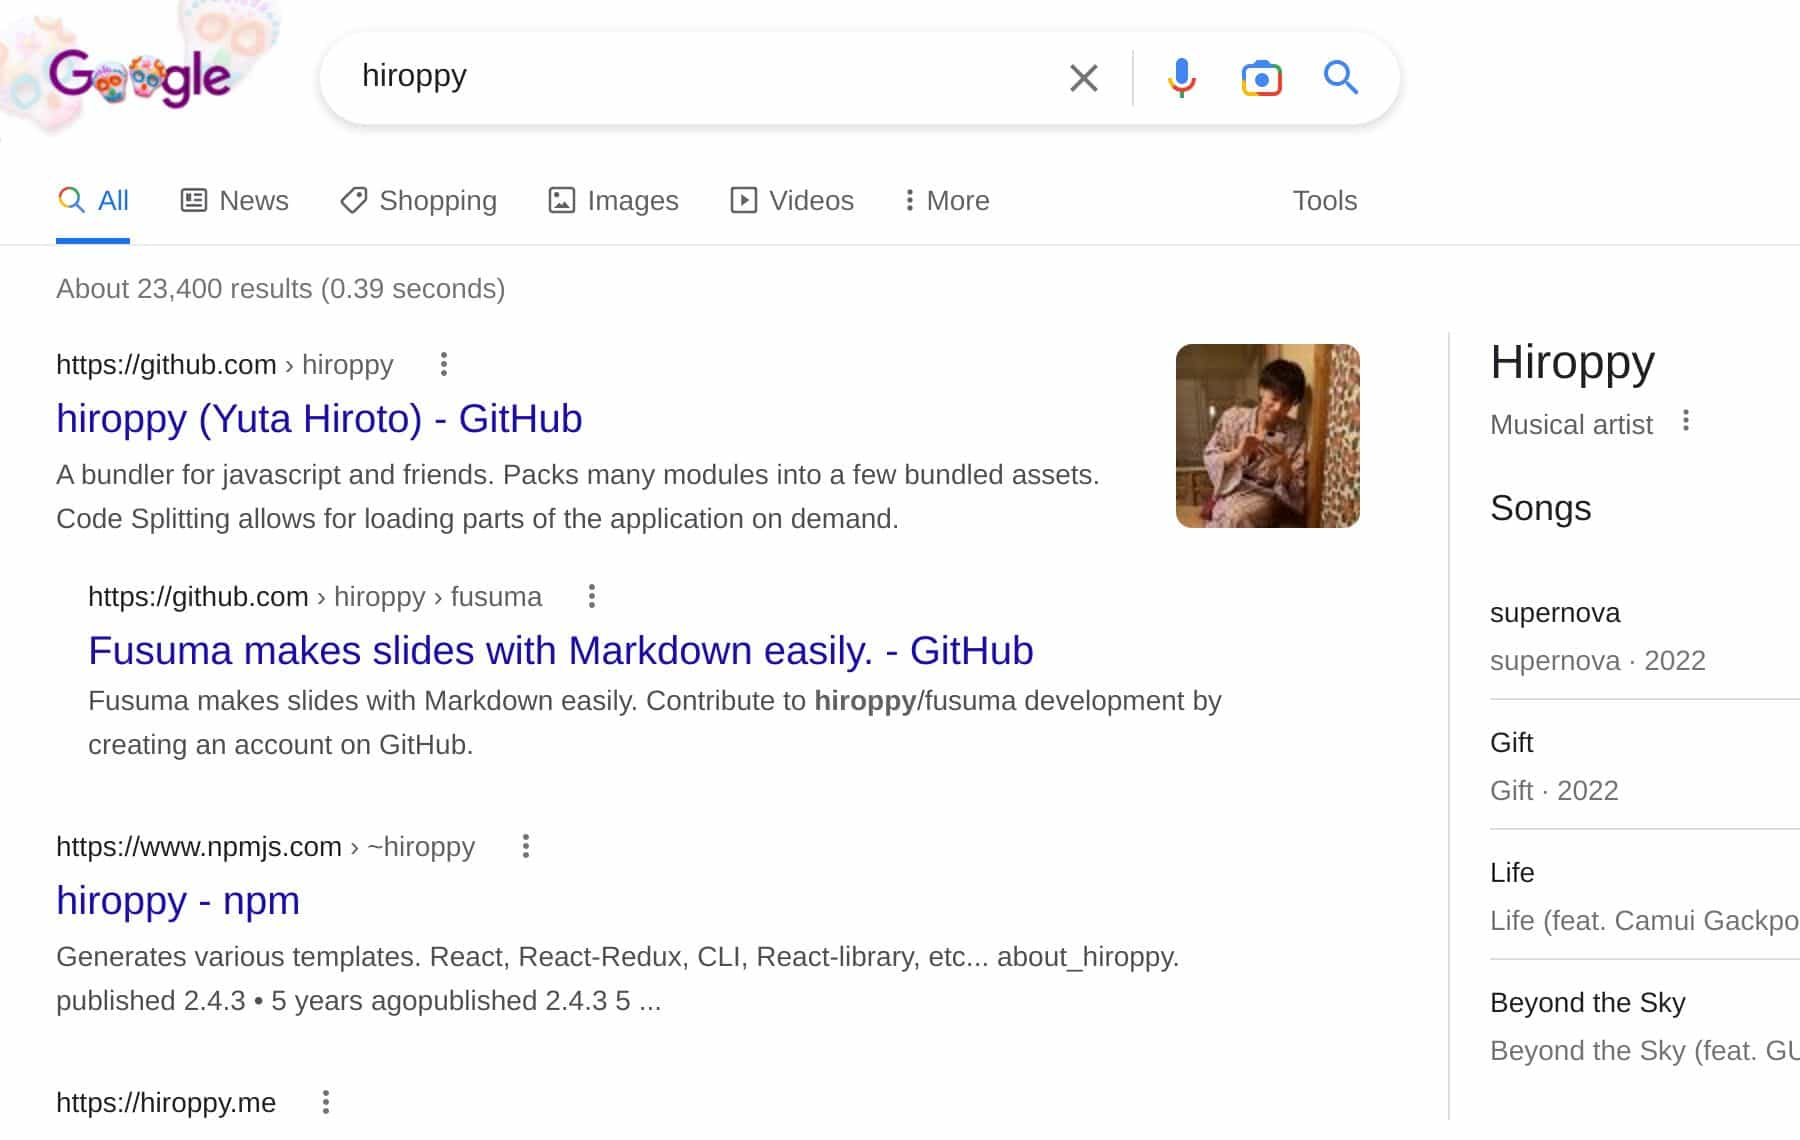 Google
hiroppy
All
News
Shopping
Images
Videos
More
Tools
About 23,400 results (0.39 seconds)
https://github.com › hiroppy
hiroppy (Yuta Hiroto) - GitHub
A bundler for javascript and friends. Packs many modules into a few bundled assets.
Code Splitting allows for loading parts of the application on demand.
https://github.com › hiroppy › fusuma
Fusuma makes slides with Markdown easily. - GitHub
Fusuma makes slides with Markdown easily. Contribute to hiroppy/fusuma development by
creating an account on GitHub.
https://www.npmjs.com › ~hiroppy
hiroppy - npm
Generates various templates. React, React-Redux, CLI, React-library, etc... about_hiroppy.
published 2.4.3 • 5 years agopublished 2.4.3 5 ...
https://hiroppy.me
Hiroppy
Musical artist
Songs
supernova
supernova · 2022
Gift
Gift · 2022
Life
Life (feat. Camui Gackpo
Beyond the Sky
Beyond the Sky (feat. GU